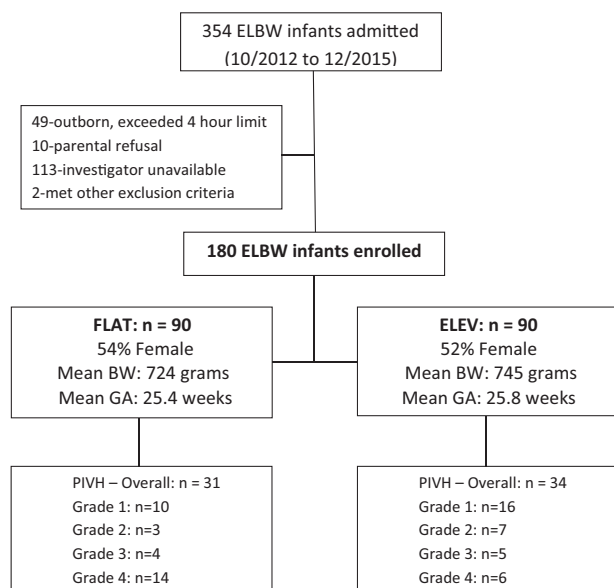 354 ELBW infants admitted
(10/2012 to 12/2015)
49-outborn, exceeded 4 hour limit
10-parental refusal
113-investigator unavailable
2-met other exclusion criteria
180 ELBW infants enrolled
FLAT: n = 90
54% Female
Mean BW: 724 grams
Mean GA: 25.4 weeks
ELEV: n = 90
52% Female
Mean BW: 745 grams
Mean GA: 25.8 weeks
PIVH – Overall: n = 31
Grade 1: n=10
Grade 2: n=3
Grade 3: n=4
Grade 4: n=14
PIVH – Overall: n = 34
Grade 1: n=16
Grade 2: n=7
Grade 3: n=5
Grade 4: n=6